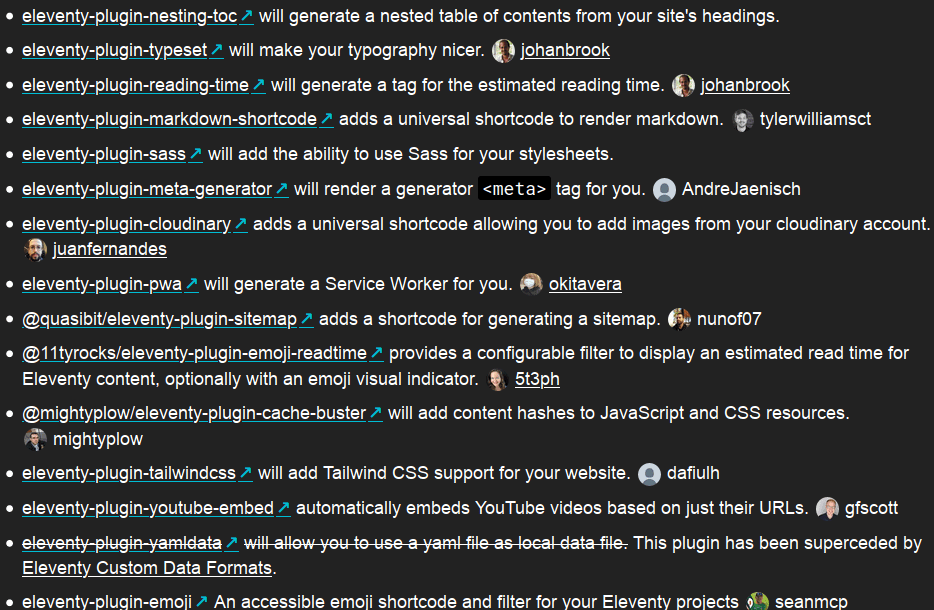 eleventy-plugin-nesting-toc ↗ will generate a nested table of contents from your site's headings.
eleventy-plugin-typeset ↗ will make your typography nicer. johanbrook
eleventy-plugin-reading-time ↗ will generate a tag for the estimated reading time. johanbrook
eleventy-plugin-markdown-shortcode ↗ adds a universal shortcode to render markdown. tylerwilliamsct
eleventy-plugin-sass ↗ will add the ability to use Sass for your stylesheets.
eleventy-plugin-meta-generator ↗ will render a generator <meta> tag for you. AndreJaenisch
eleventy-plugin-cloudinary ↗ adds a universal shortcode allowing you to add images from your cloudinary account.
juanfernandes
eleventy-plugin-pwa ↗ will generate a Service Worker for you. okitavera
@quasibit/eleventy-plugin-sitemap ↗ adds a shortcode for generating a sitemap. nunof07
@11tyrocks/eleventy-plugin-emoji-readtime ↗ provides a configurable filter to display an estimated read time for
Eleventy content, optionally with an emoji visual indicator. 5t3ph
@mightyplow/eleventy-plugin-cache-buster ↗ will add content hashes to JavaScript and CSS resources.
mightyplow
eleventy-plugin-tailwindcss ↗ will add Tailwind CSS support for your website. dafiulh
eleventy-plugin-youtube-embed ↗ automatically embeds YouTube videos based on just their URLs. gfscott
eleventy-plugin-yamldata ↗ will allow you to use a yaml file as local data file. This plugin has been superceded by
Eleventy Custom Data Formats.
eleventy-plugin-emoji ↗ An accessible emoji shortcode and filter for your Eleventy projects seanmcp